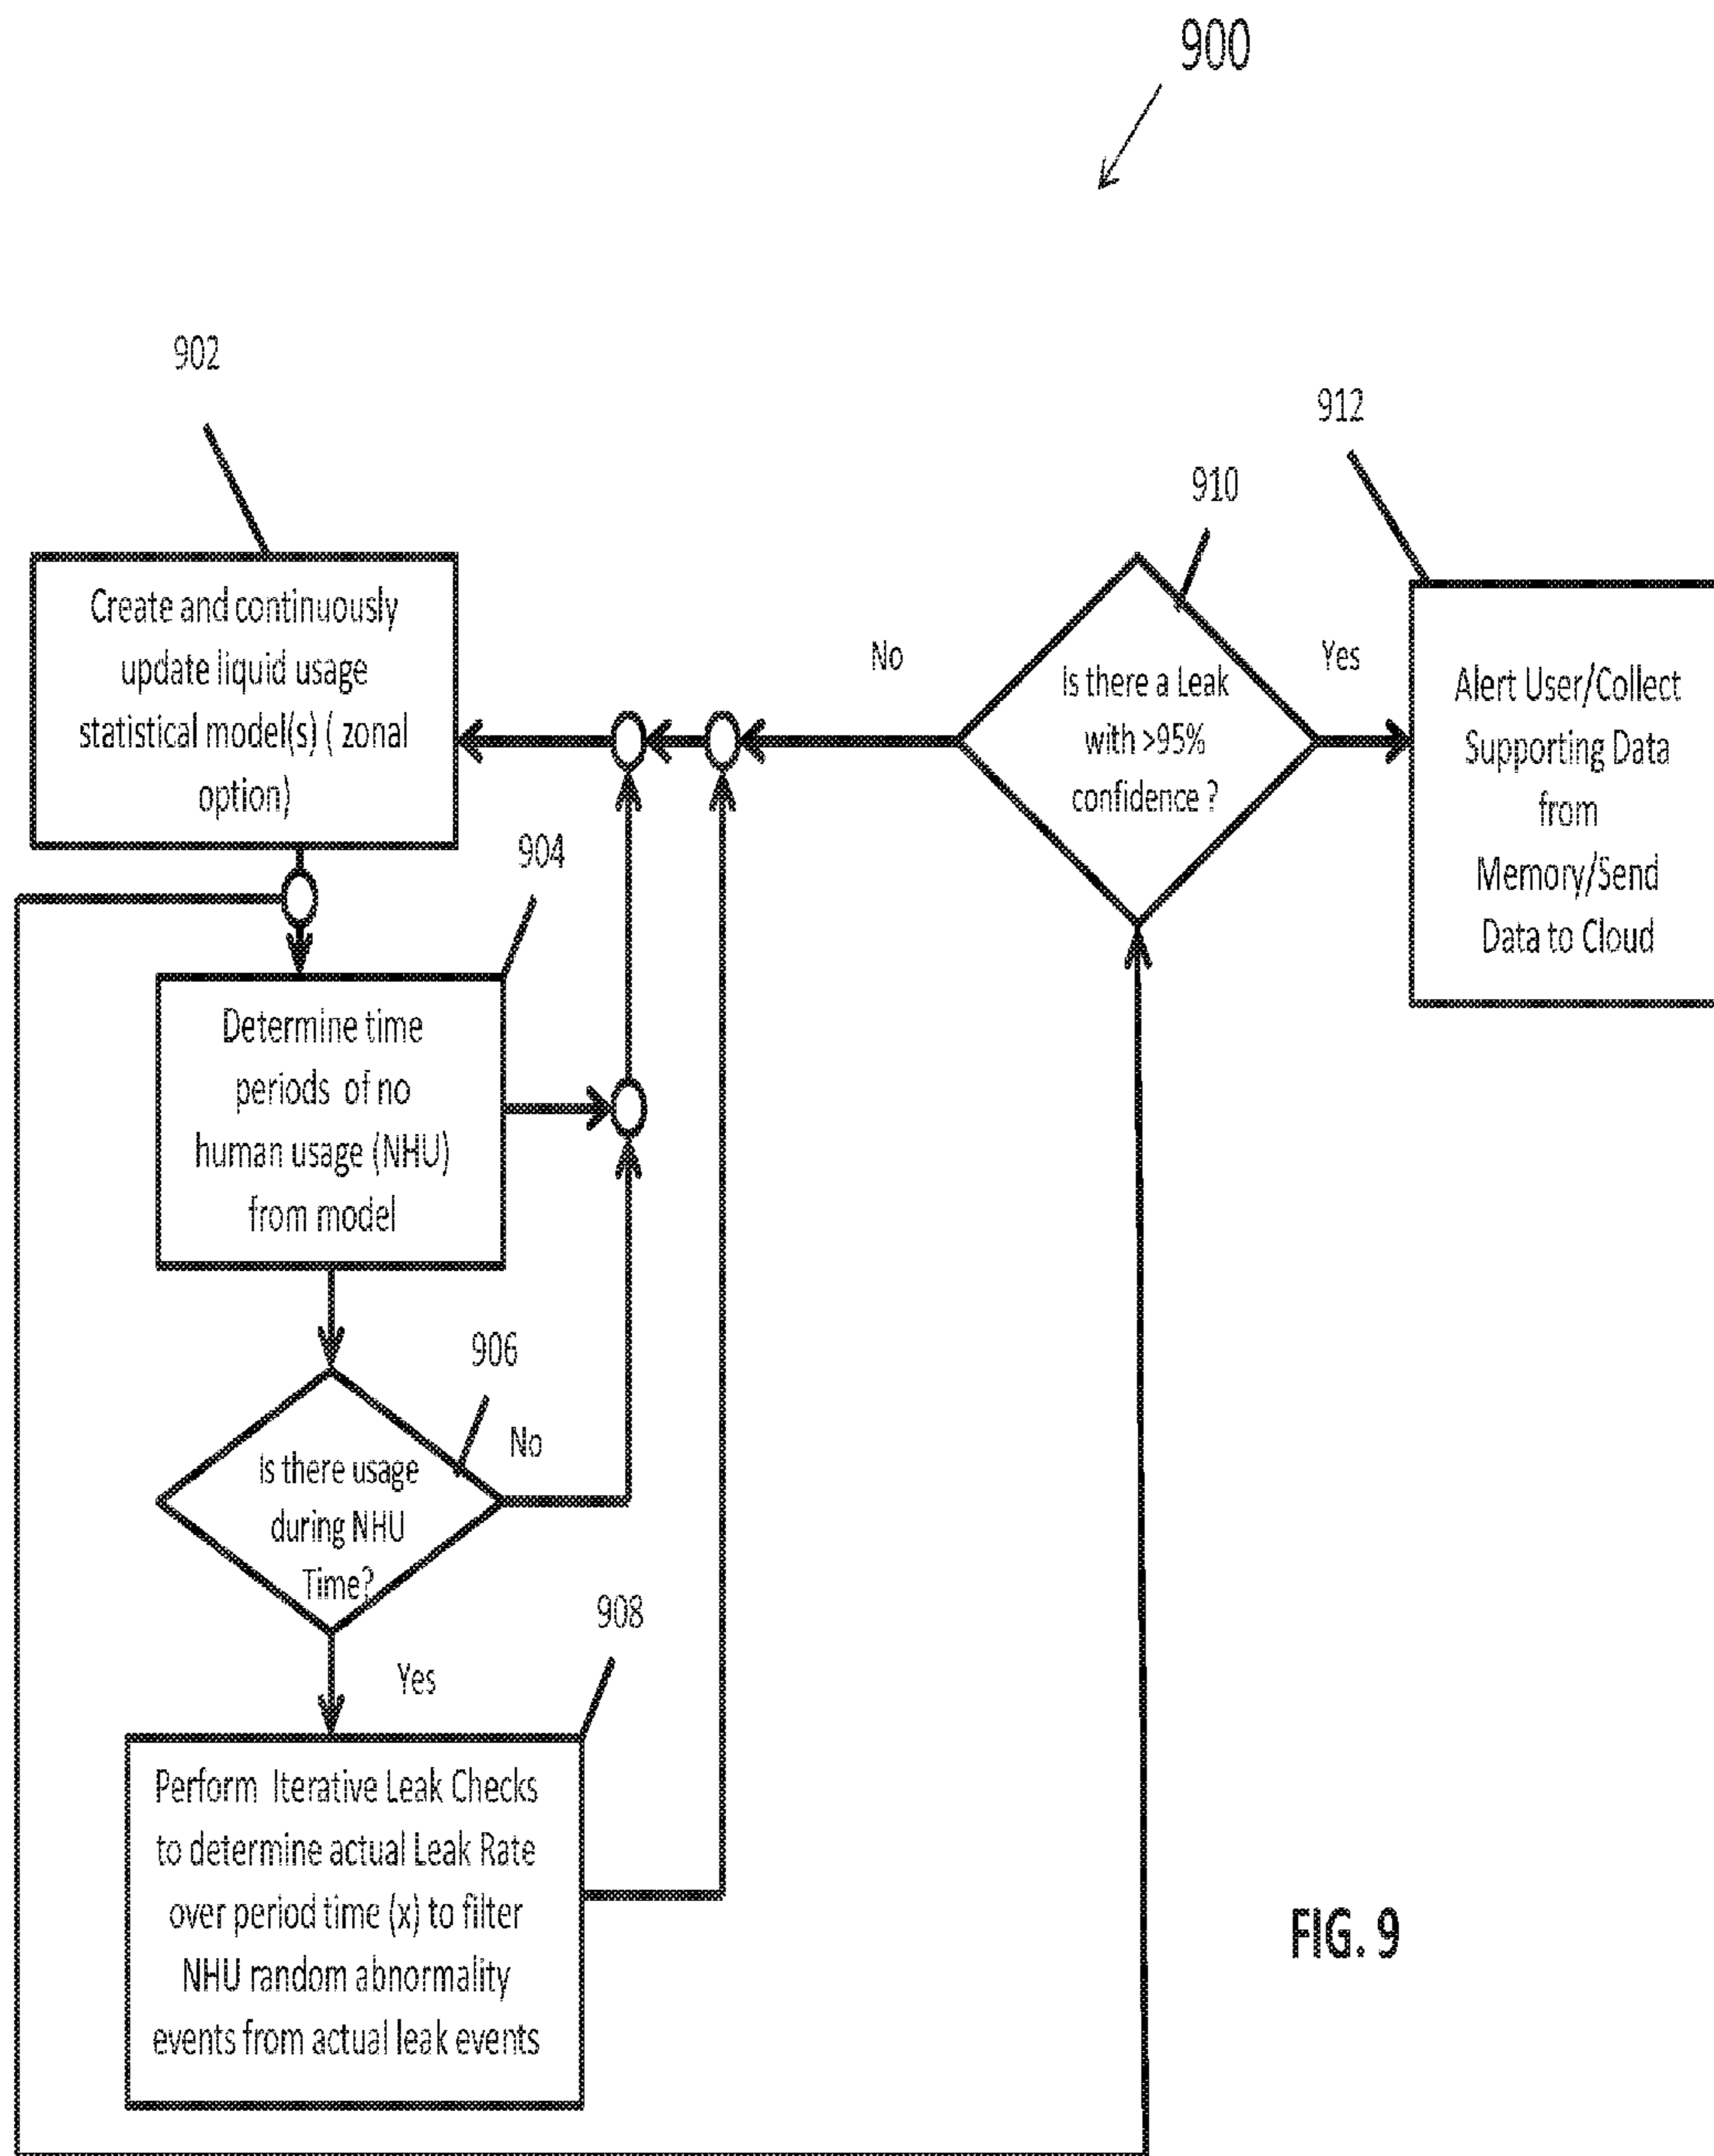 900
902
Create and continuously
update liquid usage
statistical model(s) ( zonal
option)
904
Determine time
periods of no
human usage (NHU)
from model
906
Is there usage
during NHU
Time?
No
Yes
908
Perform Iterative Leak Checks
to determine actual Leak Rate
over period time (x) to filter
NHU random abnormality
events from actual leak events
910
Is there a Leak
with >95%
confidence ?
No
Yes
912
Alert User/Collect
Supporting Data
from
Memory/Send
Data to Cloud
FIG. 9